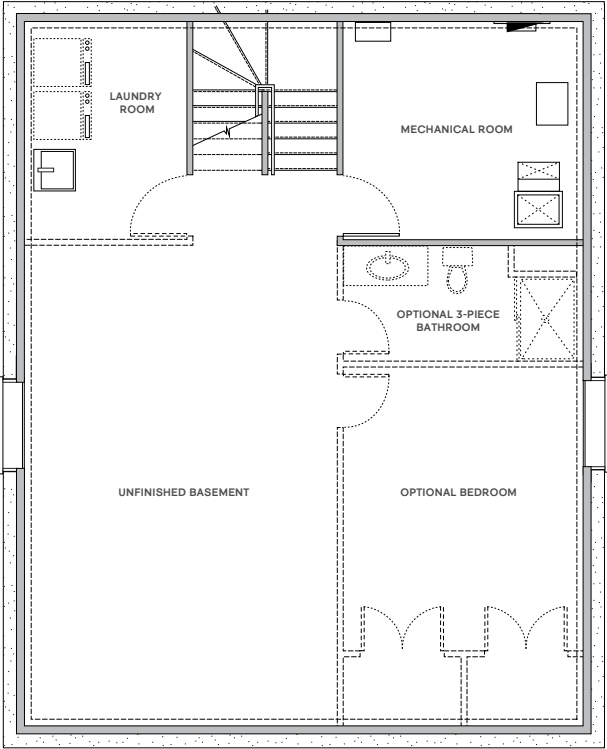 LAUNDRY
ROOM
MECHANICAL ROOM
OPTIONAL 3-PIECE
BATHROOM
UNFINISHED BASEMENT
OPTIONAL BEDROOM